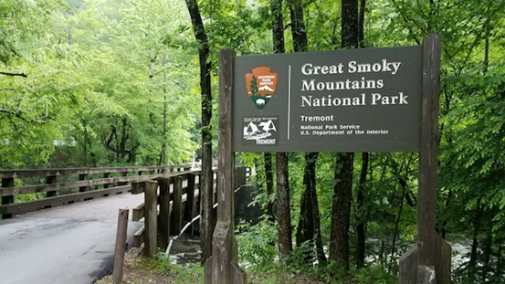 Great Smoky
Mountains
National Park
Tremont
National Park Service
U.S. Department of the Interior
TREMONT